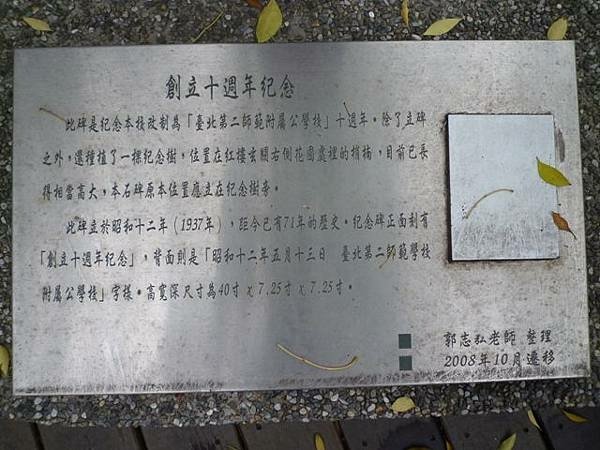 創立十週年紀念
此碑是紀念本校改制為「臺北第二師範附屬公學校」十週年。除了立碑
之外，還種植了一棵紀念樹，位置在紅樓玄關右側花圃處裡的楠樹，目前已長
得相當高大，本石碑原本位置應立在紀念樹旁。
此碑立於昭和十二年（1937年），距今已有71年的歷史。紀念碑正面刻有
「創立十週年紀念」，背面則是「昭和十二年五月十三日　臺北第二師範學校
附屬公學校」字樣。高寬深尺寸為40寸 x 7.25寸 x 7.25寸。
郭志弘老師 整理
2008年10月遷移